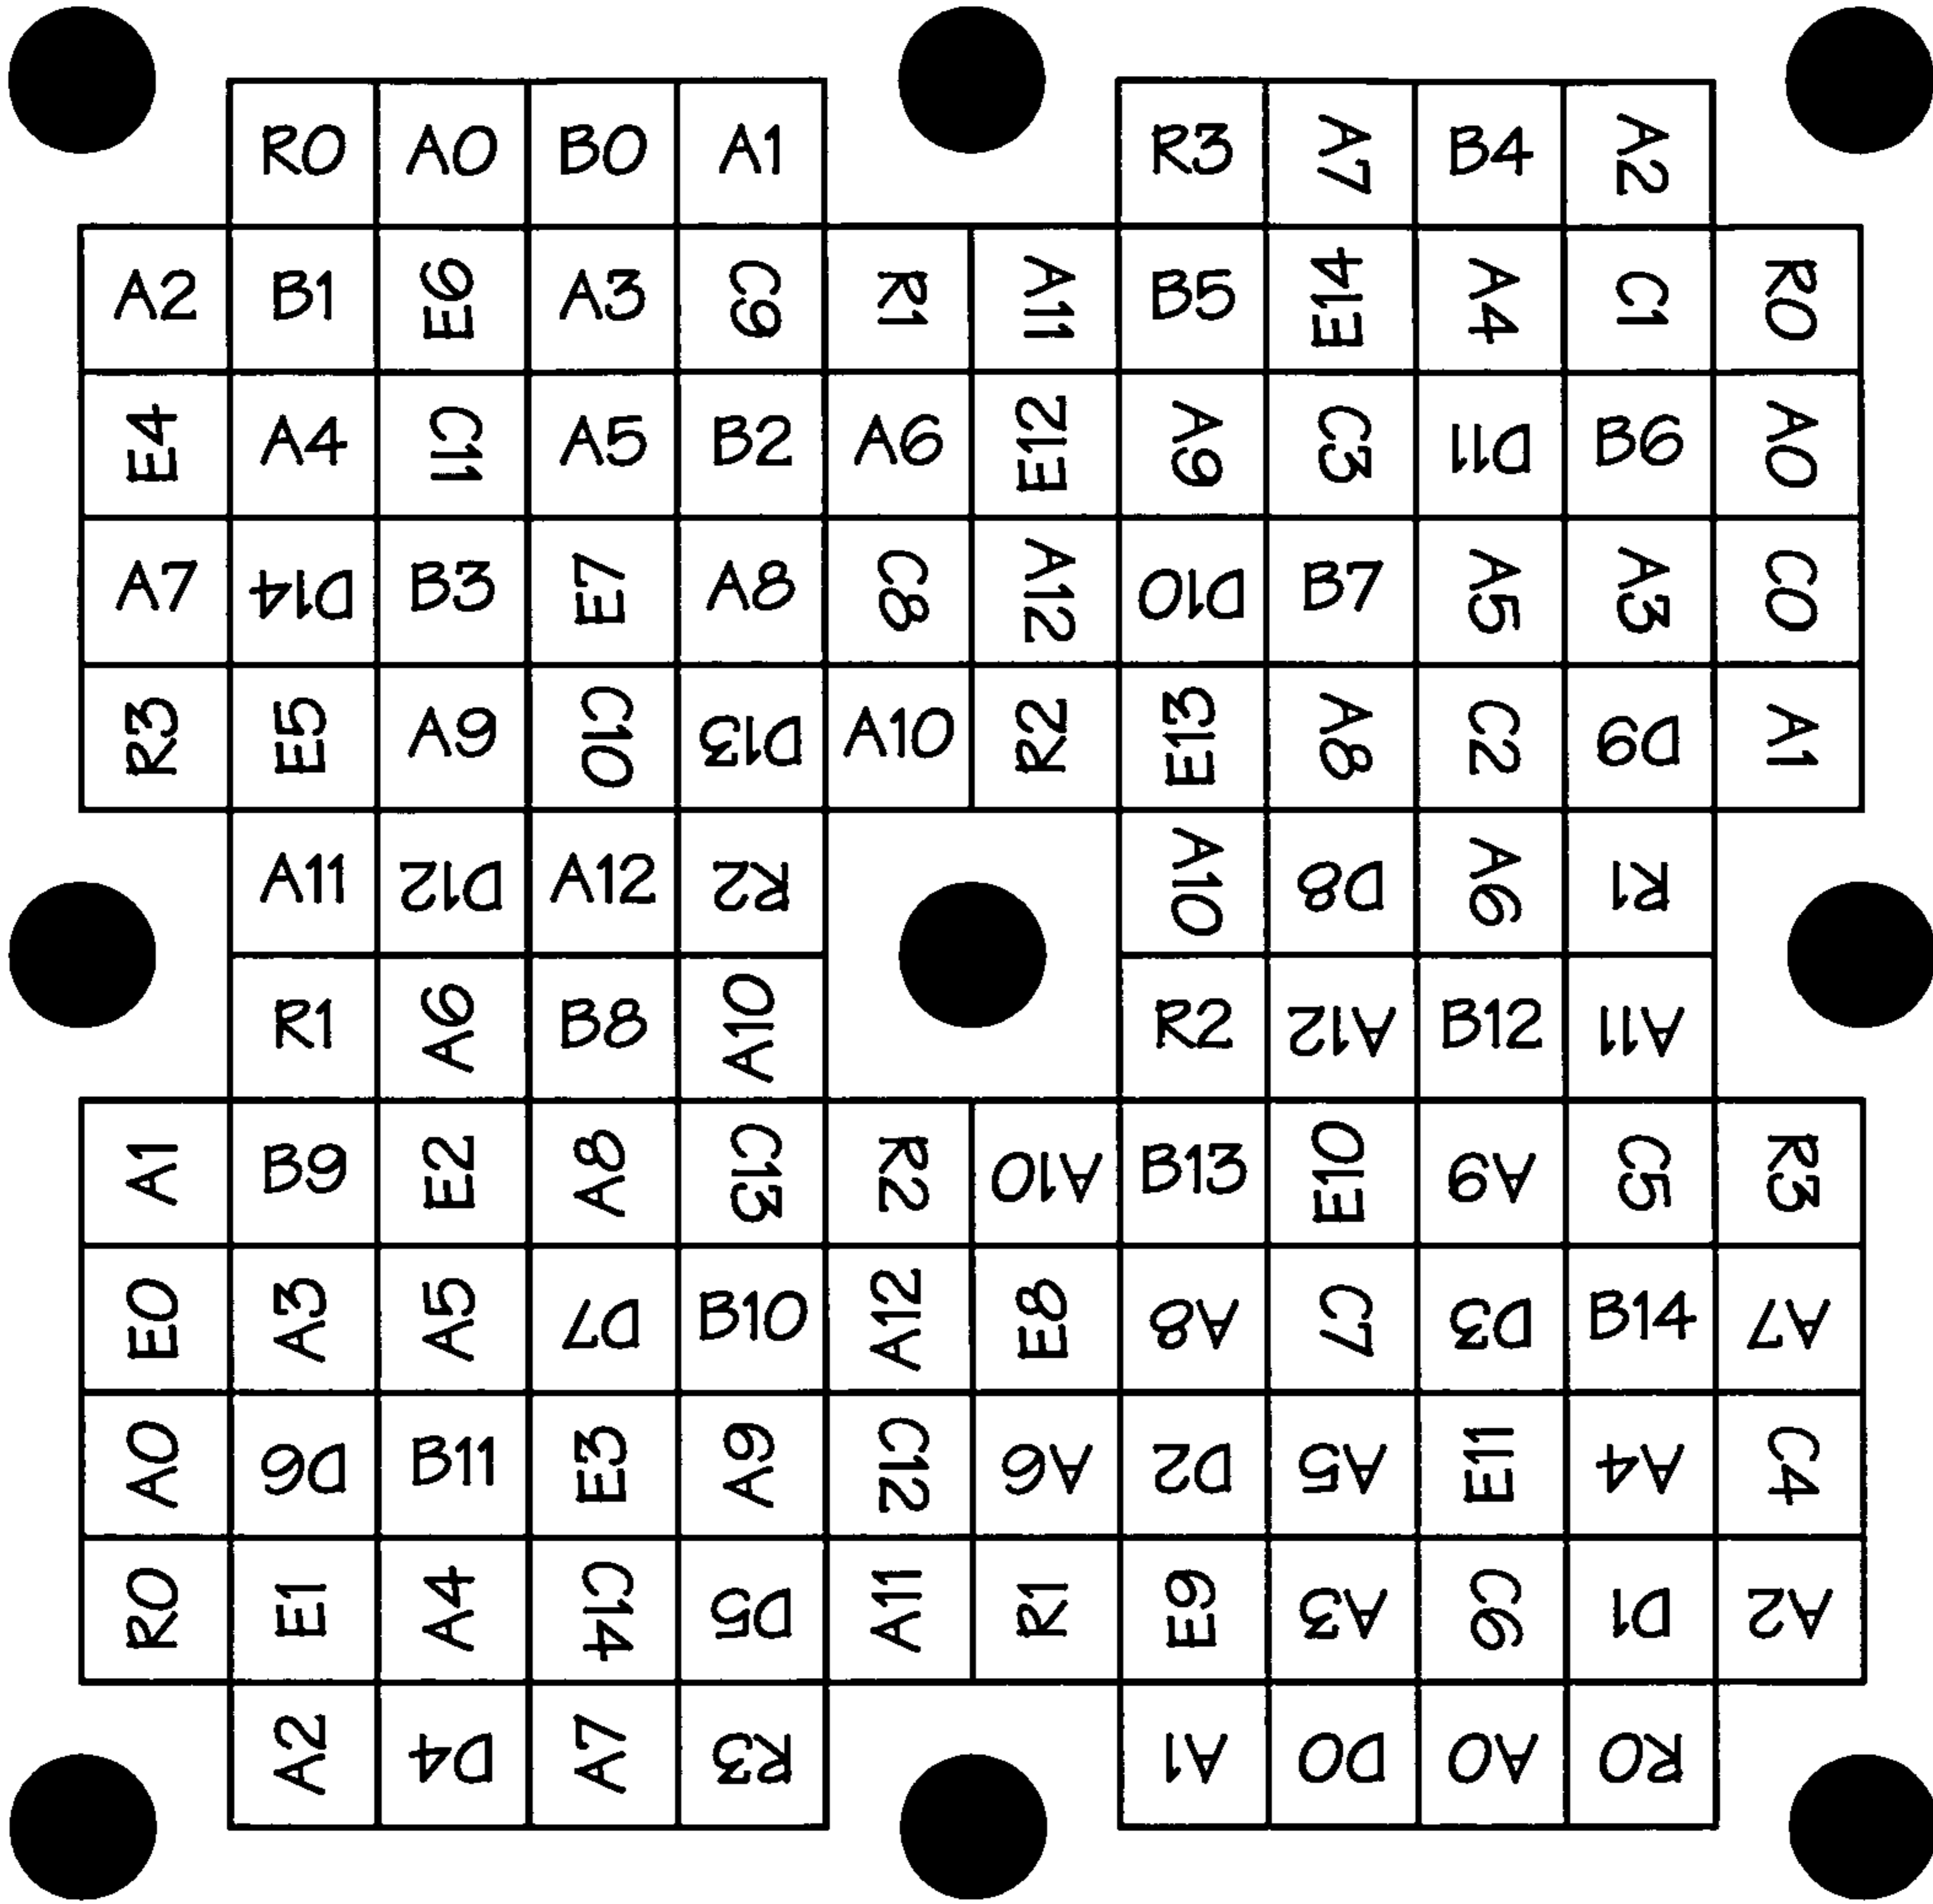 R0 A0 B0 A1 R3 A7 B4 A2
A2 B1 E6 A3 C9 R1 A11 B5 E14 A4 C1 R0
E4 A4 C11 A5 B2 A6 E12 A9 C3 D11 B6 A0
A7 D14 B3 E7 A8 C8 A12 D10 B7 A5 A3 C0
R3 E5 A9 C10 D13 A10 R2 E13 A8 C2 D9 A1
A11 D12 A12 R2 A10 D8 A6 R1
R1 A6 B8 A10 R2 A12 B12 A11
A1 B9 E2 A8 C13 R2 A10 B13 E10 A9 C5 R3
E0 A3 A5 D7 B10 A12 E8 A8 C7 D3 B14 A7
A0 D6 B11 E3 A9 C12 A6 D2 A5 E11 A4 C4
R0 E1 A4 C14 D5 A11 R1 E9 A3 C6 D1 A2
A2 D4 A7 R3 A1 D0 A0 R0